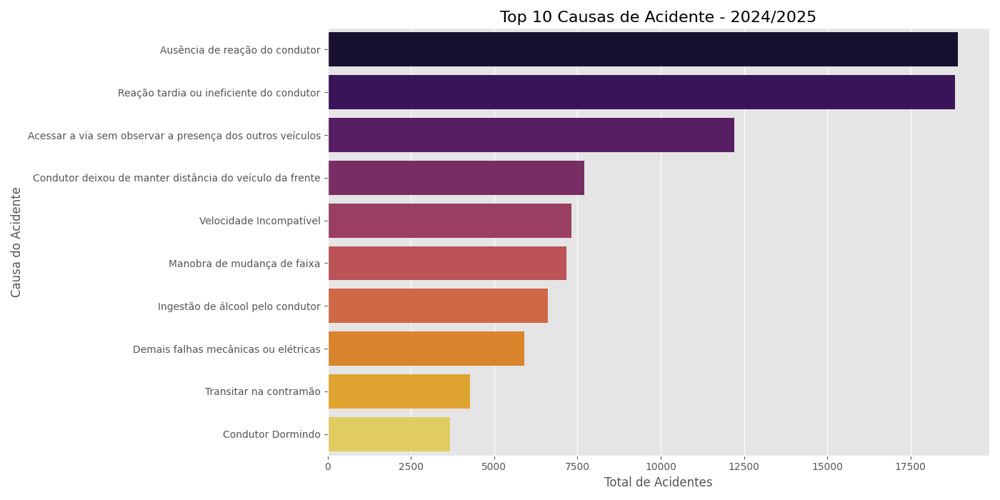 Top 10 Causas de Acidente - 2024/2025
Causa do Acidente
Ausência de reação do condutor
Reação tardia ou ineficiente do condutor
Acessar a via sem observar a presença dos outros veículos
Condutor deixou de manter distância do veículo da frente
Velocidade Incompatível
Manobra de mudança de faixa
Ingestão de álcool pelo condutor
Demais falhas mecânicas ou elétricas
Transitar na contramão
Condutor Dormindo
0 2500 5000 7500 10000 12500 15000 17500
Total de Acidentes